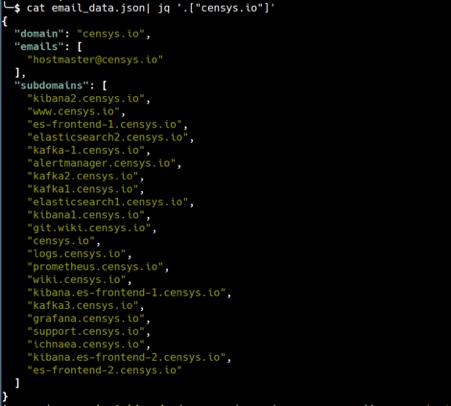 $ cat email_data.json| jq '.["censys.io"]'
{
  "domain": "censys.io",
  "emails": [
    "hostmaster@censys.io"
  ],
  "subdomains": [
    "kibana2.censys.io",
    "www.censys.io",
    "es-frontend-1.censys.io",
    "elasticsearch2.censys.io",
    "kafka-1.censys.io",
    "alertmanager.censys.io",
    "kafka2.censys.io",
    "kafka1.censys.io",
    "elasticsearch1.censys.io",
    "kibana1.censys.io",
    "git.wiki.censys.io",
    "censys.io",
    "logs.censys.io",
    "prometheus.censys.io",
    "wiki.censys.io",
    "kibana.es-frontend-1.censys.io",
    "kafka3.censys.io",
    "grafana.censys.io",
    "support.censys.io",
    "ichnaea.censys.io",
    "kibana.es-frontend-2.censys.io",
    "es-frontend-2.censys.io"
  ]
}